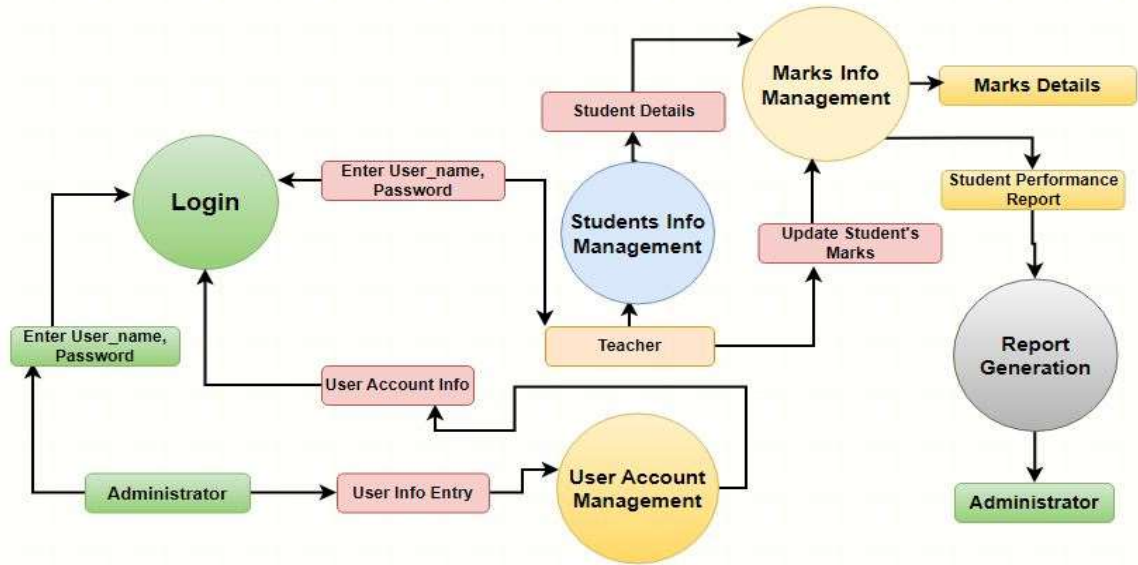 Marks Info
Management
Marks Details
Student Details
Login
Enter User_name,
Password
Students Info
Management
Student Performance
Report
Update Student's
Marks
Enter User_name,
Password
Teacher
Report
Generation
User Account Info
Administrator
User Info Entry
User Account
Management
Administrator